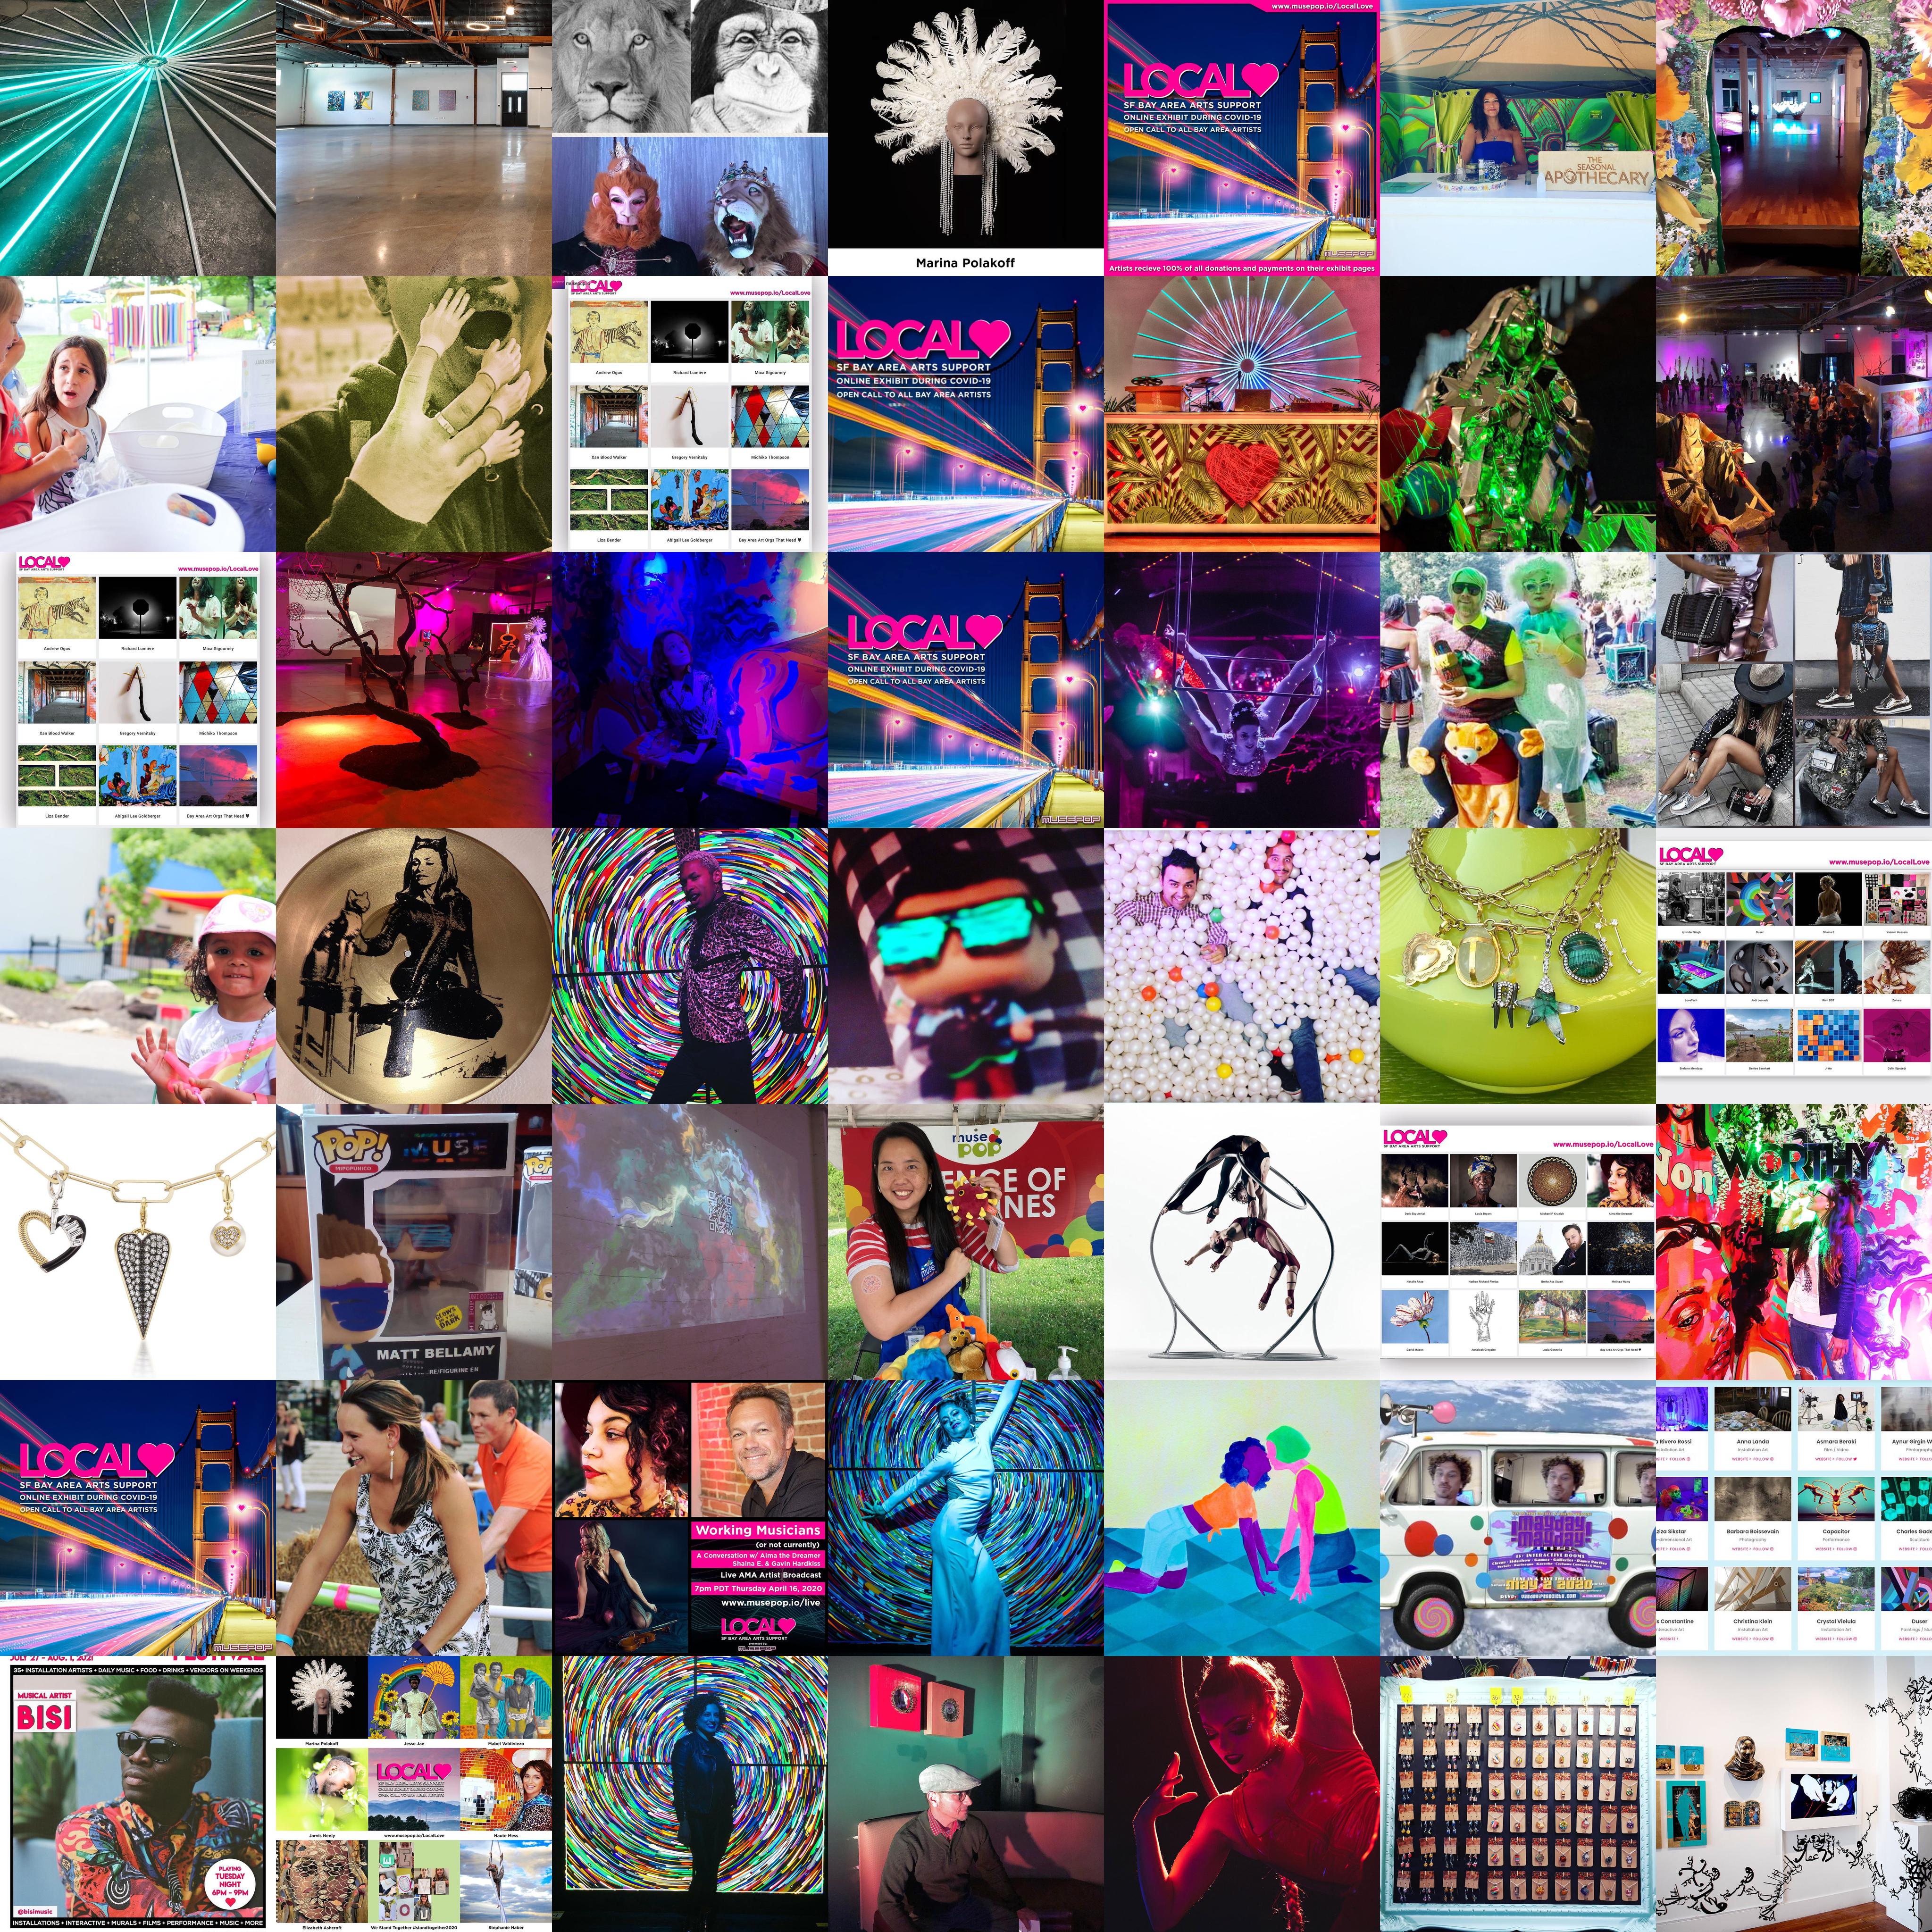 Marina Polakoff
www.musepop.io/LocalLove
LOCAL
SF BAY AREA ARTS SUPPORT
ONLINE EXHIBIT DURING COVID-19
OPEN CALL TO ALL BAY AREA ARTISTS
MUSEPOP
Artists recieve 100% of all donations and payments on their exhibit pages
THE
SEASONAL
APOTHECARY
LOCAL
SF BAY AREA ARTS SUPPORT
www.musepop.io/LocalLove
Andrew Ogus
Richard Lumière
Mica Sigourney
Xan Blood Walker
Gregory Vernitsky
Michiko Thompson
Liza Bender
Abigail Lee Goldberger
Bay Area Art Orgs That Need
LOCAL
SF BAY AREA ARTS SUPPORT
ONLINE EXHIBIT DURING COVID-19
OPEN CALL TO ALL BAY AREA ARTISTS
LOCAL
SF BAY AREA ARTS SUPPORT
www.musepop.io/LocalLove
Andrew Ogus
Richard Lumière
Mica Sigourney
Xan Blood Walker
Gregory Vernitsky
Michiko Thompson
Liza Bender
Abigail Lee Goldberger
Bay Area Art Orgs That Need
LOCAL
SF BAY AREA ARTS SUPPORT
ONLINE EXHIBIT DURING COVID-19
OPEN CALL TO ALL BAY AREA ARTISTS
MUSEPOP
LOCAL
SF BAY AREA ARTS SUPPORT
www.musepop.io/LocalLove
POP!
MIPOPUNICO
MUSE
GLOWS
IN THE
DARK
MATT BELLAMY
muse
pop
ENCE OF
NES
LOCAL
SF BAY AREA ARTS SUPPORT
www.musepop.io/LocalLove
Bay Area Art Orgs That Need
Non
WORTHY
LOCAL
SF BAY AREA ARTS SUPPORT
ONLINE EXHIBIT DURING COVID-19
OPEN CALL TO ALL BAY AREA ARTISTS
MUSEPOP
Working Musicians
(or not currently)
A Conversation w/ Alma the Dreamer
Shaina E. & Gavin Hardkiss
Live AMA Artist Broadcast
7pm PDT Thursday April 16, 2020
www.musepop.io/live
LOCAL
SF BAY AREA ARTS SUPPORT
MUSEPOP
MAY 2 2020
Rivero Rossi
Anna Landa
Installation Art
Asmara Beraki
Film / Video
Aynur Girgin
WEBSITE
FOLLOW
Sikstar
Barbara Boissevain
Photography
Capacitor
Performance
Charles Gade
Sculpture
Constantine
Christina Klein
Installation Art
Crystal Vielula
Installation Art
Duser
JULY 27 - AUG. 1, 2021
35+ INSTALLATION ARTISTS • DAILY MUSIC • FOOD • DRINKS • VENDORS ON WEEKENDS
MUSICAL ARTIST
BISI
PLAYING
TUESDAY
NIGHT
6PM - 9PM
@bisimusic
INSTALLATIONS • INTERACTIVE • MURALS • FILMS • PERFORMANCE • MUSIC • MORE
Marina Polakoff
Jesse Jae
Mabel Valdiviezo
LOCAL
SF BAY AREA ARTS SUPPORT
Jarvis Neely
www.musepop.io/LocalLove
Haute Mess
Elizabeth Ashcroft
We Stand Together #standtogether2020
Stephanie Haber